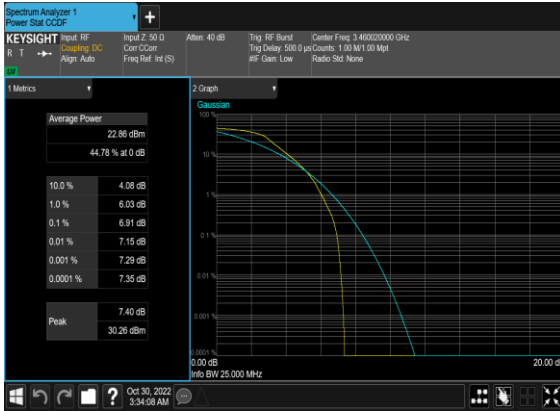 Spectrum Analyzer 1
Power Stat CCDF
KEYSIGHT Input: RF Input Z: 50 Ω Atten: 40 dB Trig: RF Burst Center Freq: 3.460020000 GHz
R T Coupling: DC Corr CCorr Trig Delay: 500.0 µs Counts: 1.00 M/1.00 Mpt
Align: Auto Freq Ref: Int (S) #IF Gain: Low Radio Std: None
1 Metrics
2 Graph
Average Power
22.86 dBm
44.78 % at 0 dB
10.0 % 4.08 dB
1.0 % 6.03 dB
0.1 % 6.91 dB
0.01 % 7.15 dB
0.001 % 7.29 dB
0.0001 % 7.35 dB
Peak 7.40 dB
30.26 dBm
Gaussian
100 %
10 %
1 %
0.1 %
0.01 %
0.001 %
0.0001 %
0.00 dB 20.00 d
Info BW 25.000 MHz
Oct 30, 2022
3:34:08 AM